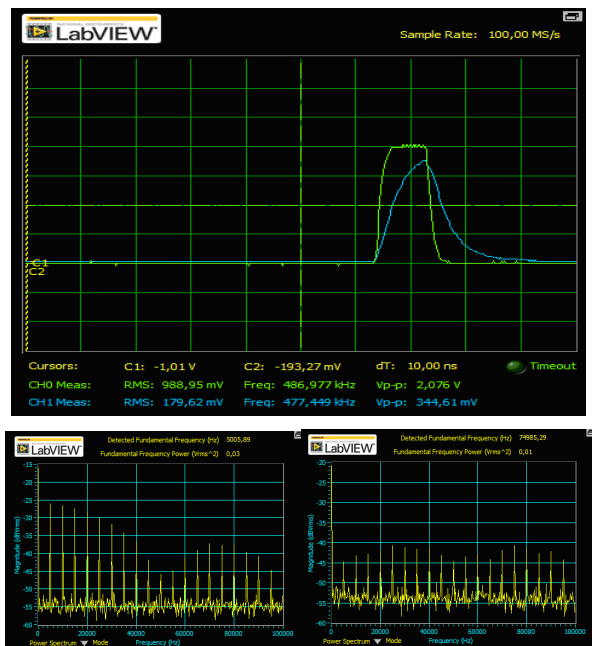 NATIONAL INSTRUMENTS
LabVIEW
Sample Rate: 100,00 MS/s
C1
C2
Cursors: C1: -1,01 V C2: -193,27 mV dT: 10,00 ns Timeout
CH0 Meas: RMS: 988,95 mV Freq: 486,977 kHz Vp-p: 2,076 V
CH1 Meas: RMS: 179,62 mV Freq: 477,449 kHz Vp-p: 344,61 mV
LabVIEW
Detected Fundamental Frequency (Hz) 5005,89
Fundamental Frequency Power (Vrms^2) 0,03
Magnitude (dBVrms)
-15
-20
-25
-30
-35
-40
-45
-50
-55
-60
0 20000 40000 60000 80000 100000
Power Spectrum Mode Frequency (Hz)
LabVIEW
Detected Fundamental Frequency (Hz) 74985,29
Fundamental Frequency Power (Vrms^2) 0,01
Magnitude (dBVrms)
-20
-25
-30
-35
-40
-45
-50
-55
-60
0 20000 40000 60000 80000 100000
Power Spectrum Mode Frequency (Hz)